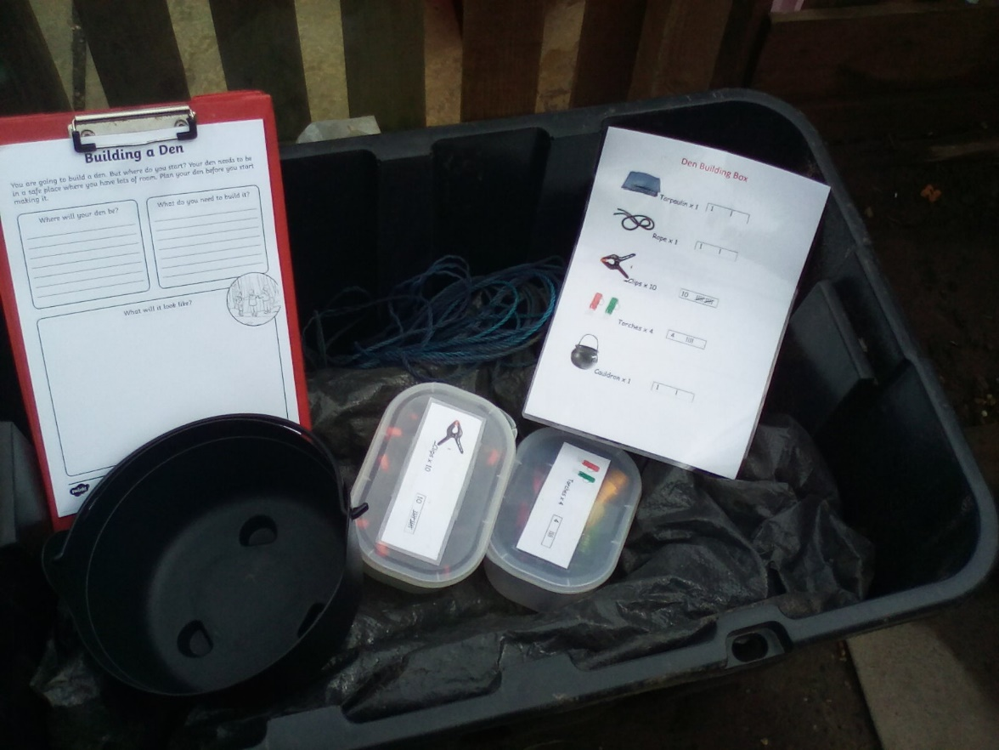 Building a Den
You are going to build a den. But where do you start? Your den needs to be
in a safe place where you have lots of room. Plan your den before you start
making it.
Where will your den be?
What do you need to build it?
What will it look like?
Den Building Box
Tarpaulin x 1 1
Rope x 1 1
Clips x 10 10
Torches x 4 4
Cauldron x 1 1
Clips x 10
10
Torches x 4
4